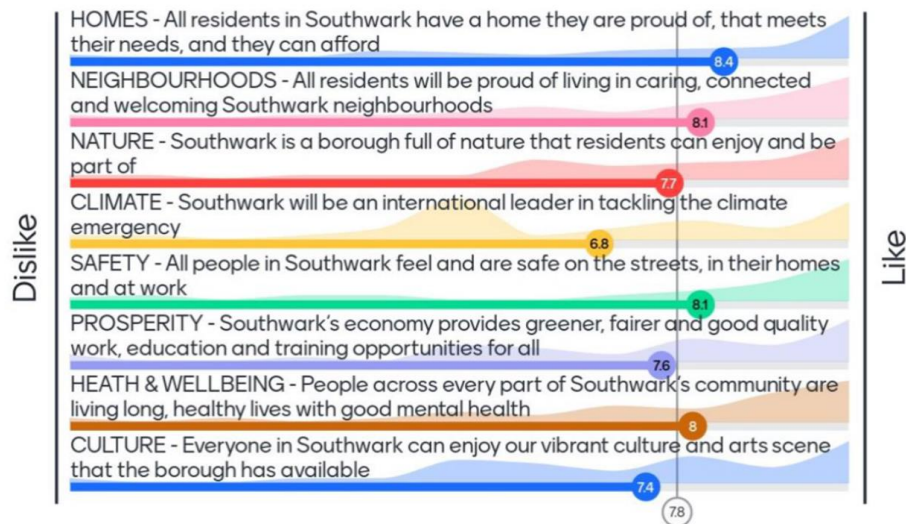 HOMES - All residents in Southwark have a home they are proud of, that meets
their needs, and they can afford
8.4
NEIGHBOURHOODS - All residents will be proud of living in caring, connected
and welcoming Southwark neighbourhoods
8.1
NATURE - Southwark is a borough full of nature that residents can enjoy and be
part of
7.7
CLIMATE - Southwark will be an international leader in tackling the climate
emergency
6.8
SAFETY - All people in Southwark feel and are safe on the streets, in their homes
and at work
8.1
PROSPERITY - Southwark's economy provides greener, fairer and good quality
work, education and training opportunities for all
7.6
HEATH & WELLBEING - People across every part of Southwark's community are
living long, healthy lives with good mental health
8
CULTURE - Everyone in Southwark can enjoy our vibrant culture and arts scene
that the borough has available
7.4
7.8
Dislike
Like